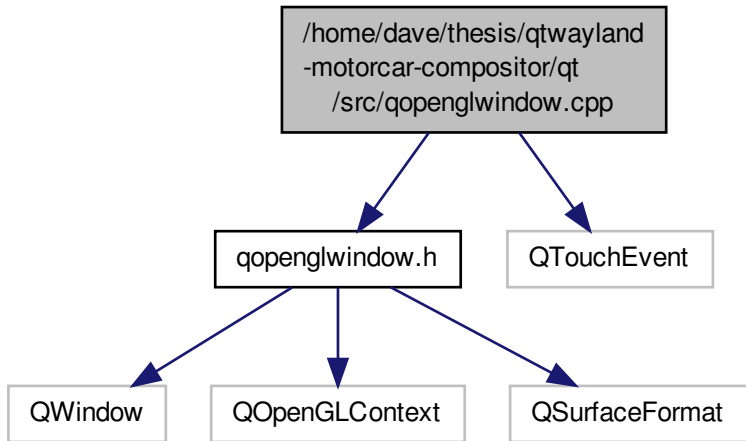 /home/dave/thesis/qtwayland
-motorcar-compositor/qt
/src/qopenglwindow.cpp
qopenglwindow.h
QTouchEvent
QWindow
QOpenGLContext
QSurfaceFormat